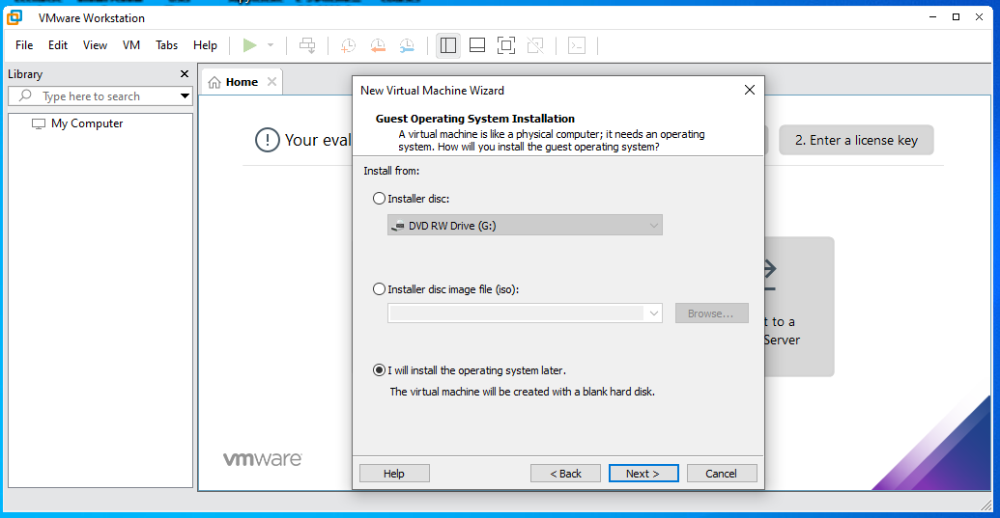 VMware Workstation
File Edit View VM Tabs Help
Library
Type here to search
My Computer
Home
Your eval
2. Enter a license key
t to a
Server
vmware
New Virtual Machine Wizard
Guest Operating System Installation
A virtual machine is like a physical computer; it needs an operating
system. How will you install the guest operating system?
Install from:
Installer disc:
DVD RW Drive (G:)
Installer disc image file (iso):
Browse...
I will install the operating system later.
The virtual machine will be created with a blank hard disk.
Help
< Back
Next >
Cancel